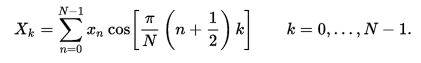 X_k = \sum_{n=0}^{N-1} x_n \cos\left[\frac{\pi}{N}\left(n + \frac{1}{2}\right)k\right] \qquad k = 0, \ldots, N - 1.